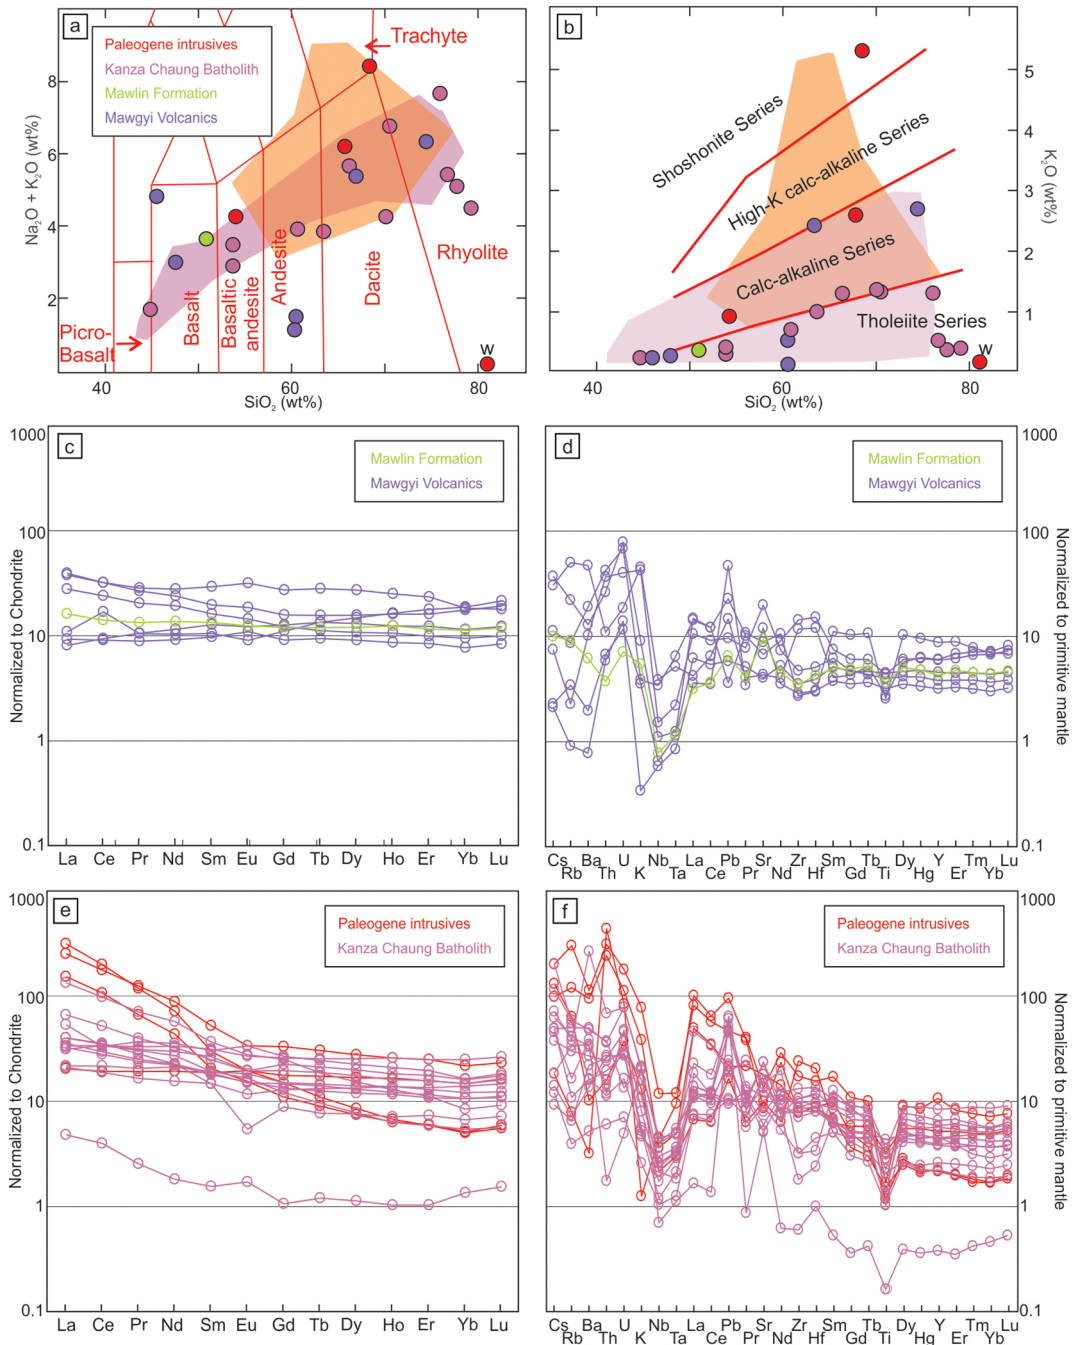 a
Paleogene intrusives
Kanza Chaung Batholith
Mawlin Formation
Mawgyi Volcanics
Trachyte
Rhyolite
Dacite
Andesite
Basaltic
andesite
Basalt
Picro-
Basalt
w
8
6
4
2
Na₂O + K₂O (wt%)
40
60
80
SiO₂ (wt%)
b
Shoshonite Series
High-K calc-alkaline Series
Calc-alkaline Series
Tholeiite Series
w
5
4
3
2
1
K₂O (wt%)
40
60
80
SiO₂ (wt%)
c
Mawlin Formation
Mawgyi Volcanics
1000
100
10
1
0.1
Normalized to Chondrite
La Ce Pr Nd Sm Eu Gd Tb Dy Ho Er Yb Lu
d
Mawlin Formation
Mawgyi Volcanics
1000
100
10
1
0.1
Normalized to primitive mantle
Cs Ba U Nb La Pb Sr Zr Sm Tb Dy Y Tm Lu
Rb Th K Ta Ce Pr Nd Hf Gd Ti Hg Er Yb
e
Paleogene intrusives
Kanza Chaung Batholith
1000
100
10
1
0.1
Normalized to Chondrite
La Ce Pr Nd Sm Eu Gd Tb Dy Ho Er Yb Lu
f
Paleogene intrusives
Kanza Chaung Batholith
1000
100
10
1
0.1
Normalized to primitive mantle
Cs Ba U Nb La Pb Sr Zr Sm Tb Dy Y Tm Lu
Rb Th K Ta Ce Pr Nd Hf Gd Ti Hg Er Yb